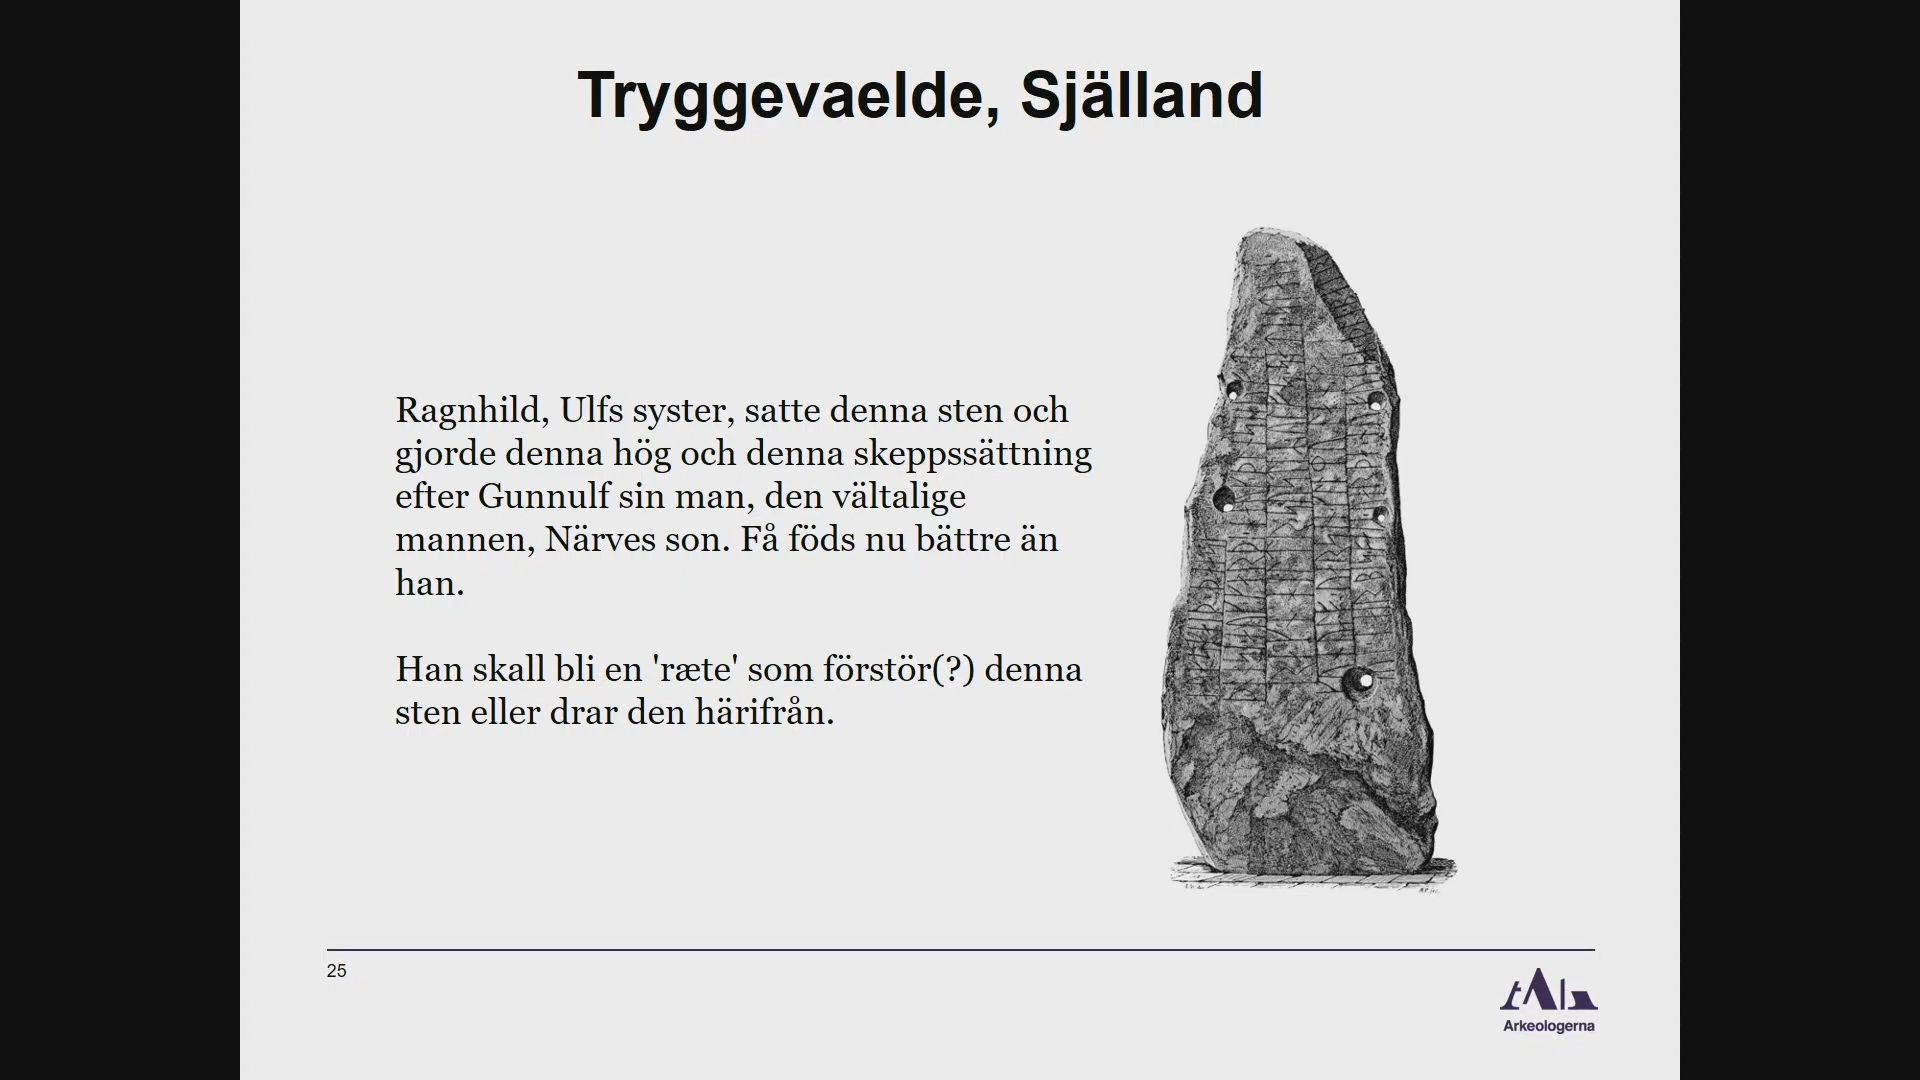 Tryggevaelde, Själland
Ragnhild, Ulfs syster, satte denna sten och
gjorde denna hög och denna skeppssättning
efter Gunnulf sin man, den vältalige
mannen, Närves son. Få föds nu bättre än
han.
Han skall bli en 'ræte' som förstör(?) denna
sten eller drar den härifrån.
25
Arkeologerna